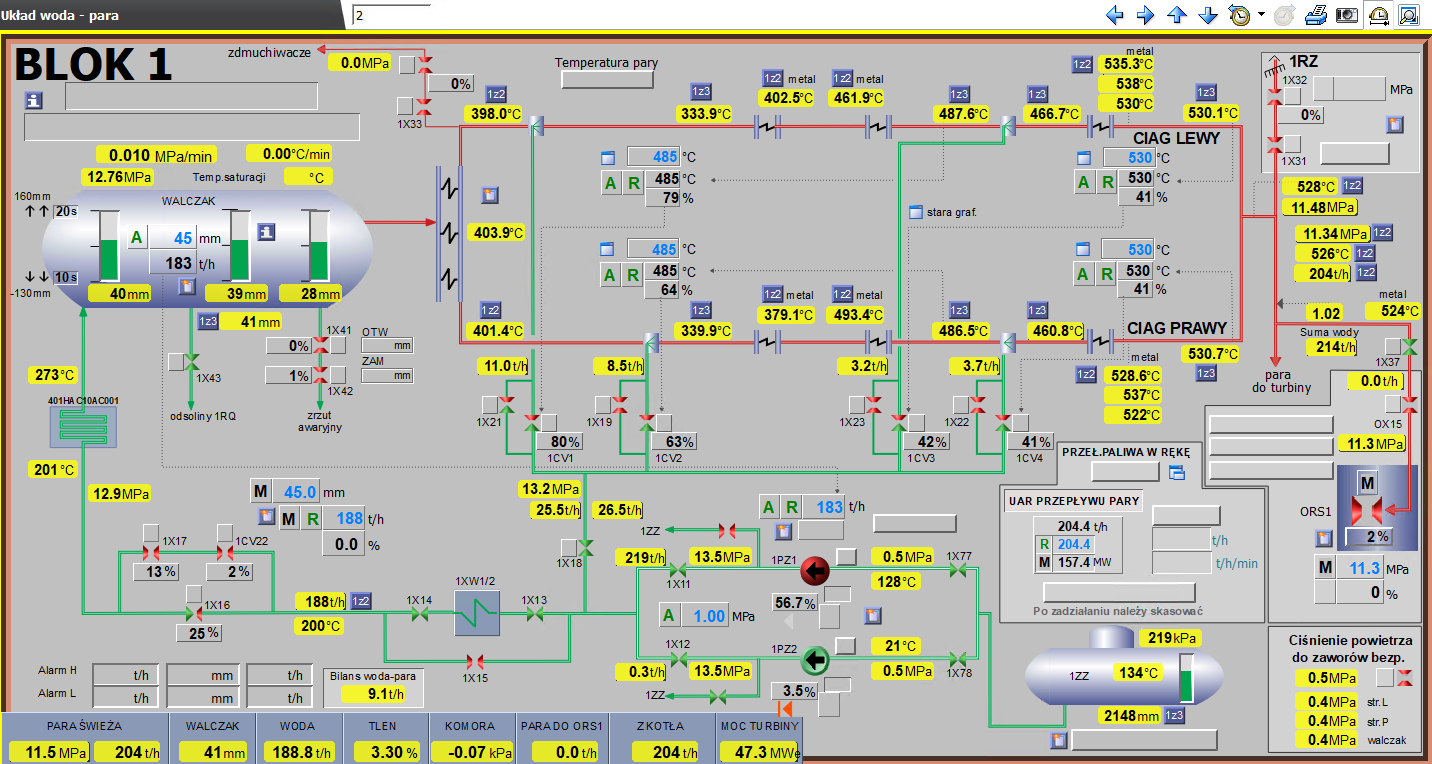 Układ woda - para
2
BLOK 1
zdmuchiwacze
0.0MPa
0%
1X33
Temperatura pary
0.010 MPa/min
0.00°C/min
12.76MPa
Temp.saturacji
°C
160mm
20s
10s
-130mm
WALCZAK
A
45 mm
183 t/h
40mm
39mm
28mm
1z3
41mm
1X43
odsoliny 1RQ
0%
1X41
1%
1X42
OTW
mm
ZAM
mm
zrzut
awaryjny
273°C
401HAC10AC001
201°C
12.9MPa
403.9°C
1z2
398.0°C
1z3
333.9°C
1z2 metal
402.5°C
1z2 metal
461.9°C
1z3
487.6°C
1z3
466.7°C
metal
1z2
535.3°C
538°C
530°C
1z3
530.1°C
CIAG LEWY
485 °C
A R 485 °C
79 %
530 °C
A R 530 °C
41 %
stara graf.
485 °C
A R 485 °C
64 %
530 °C
A R 530 °C
41 %
1z2
401.4°C
1z3
339.9°C
1z2 metal
379.1°C
1z2 metal
493.4°C
1z3
486.5°C
1z3
460.8°C
CIAG PRAWY
530.7°C
1z3
metal
1z2
528.6°C
537°C
522°C
1RZ
1X32
MPa
0%
1X31
528°C 1z2
11.48MPa
11.34MPa 1z2
526°C 1z2
204t/h 1z2
metal
1.02
524°C
Suma wody
214t/h
1X37
para
do turbiny
0.0t/h
OX15
11.3MPa
M
ORS1
2 %
M 11.3 MPa
0 %
11.0t/h
8.5t/h
3.2t/h
3.7t/h
1X21
1X19
1X23
1X22
80%
1CV1
63%
1CV2
42%
1CV3
41%
1CV4
PRZEŁ.PALIWA W RĘKĘ
UAR PRZEPŁYWU PARY
204.4 t/h
R 204.4
M 157.4 MW
t/h
t/h/min
Po zadziałaniu należy skasować
M 45.0 mm
M R 188 t/h
0.0 %
13.2MPa
25.5t/h
26.5t/h
1X18
A R 183 t/h
1ZZ
219t/h
13.5MPa
1PZ1
0.5MPa
1X77
1X11
128°C
56.7%
A 1.00 MPa
1X12
1PZ2
21°C
0.3t/h
13.5MPa
0.5MPa
1X78
1ZZ
3.5%
1X17
1CV22
13%
2%
1X16
25%
188t/h 1z2
200°C
1X14
1XW1/2
1X13
1X15
Alarm H
t/h
mm
t/h
Alarm L
t/h
mm
t/h
Bilans woda-para
9.1t/h
219kPa
1ZZ
134°C
2148mm 1z3
Ciśnienie powietrza
do zaworów bezp.
0.5MPa
0.4MPa str.L
0.4MPa str.P
0.4MPa walczak
PARA ŚWIEŻA
11.5 MPa
204 t/h
WALCZAK
41mm
WODA
188.8 t/h
TLEN
3.30 %
KOMORA
-0.07 kPa
PARA DO ORS1
0.0 t/h
Z KOTŁA
204 t/h
MOC TURBINY
47.3 MWe